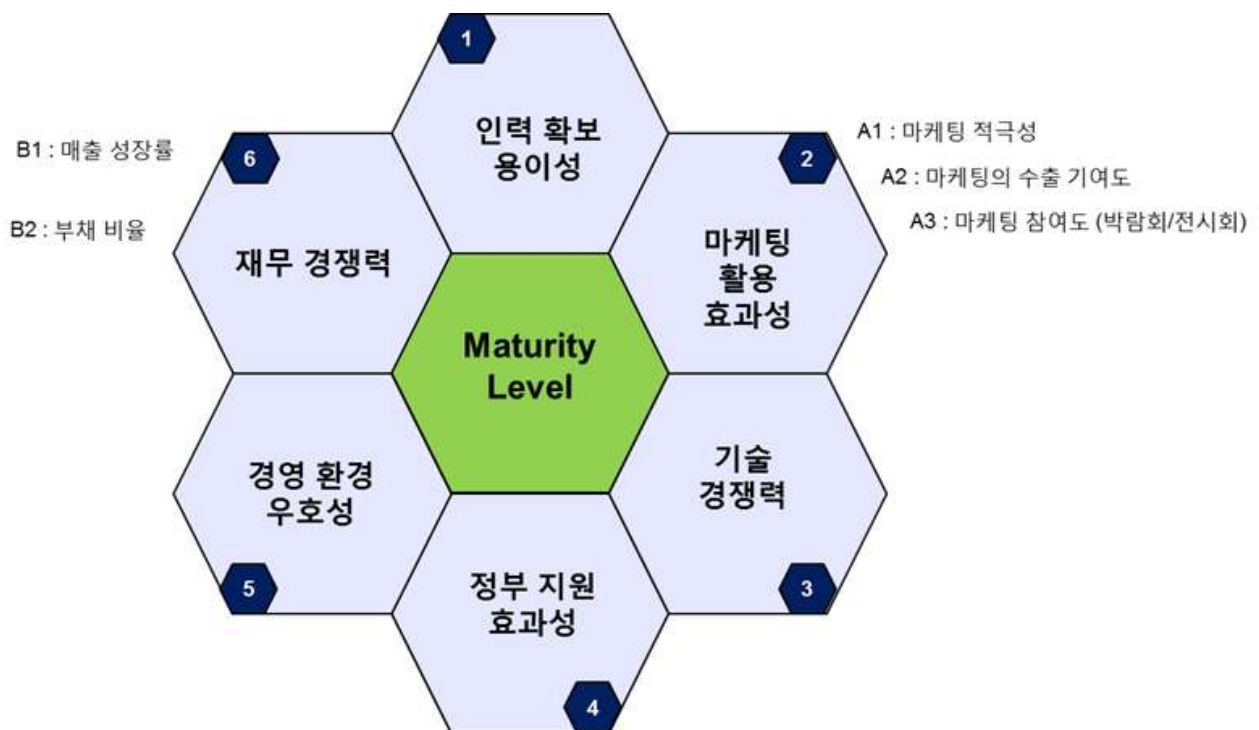 1
인력 확보
용이성
B1 : 매출 성장률
B2 : 부채 비율
6
재무 경쟁력
2
마케팅
활용
효과성
A1 : 마케팅 적극성
A2 : 마케팅의 수출 기여도
A3 : 마케팅 참여도 (박람회/전시회)
Maturity
Level
경영 환경
우호성
5
기술
경쟁력
3
정부 지원
효과성
4